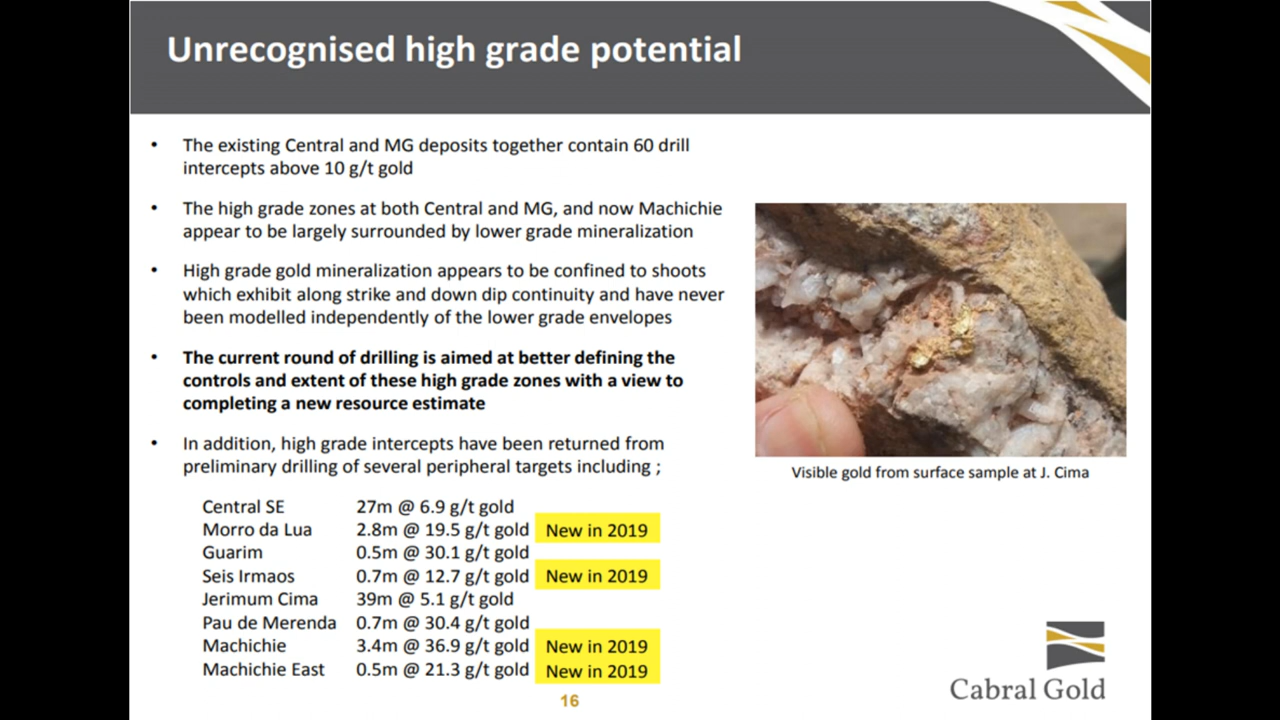 Unrecognised high grade potential
• The existing Central and MG deposits together contain 60 drill
intercepts above 10 g/t gold
• The high grade zones at both Central and MG, and now Machichie
appear to be largely surrounded by lower grade mineralization
• High grade gold mineralization appears to be confined to shoots
which exhibit along strike and down dip continuity and have never
been modelled independently of the lower grade envelopes
• The current round of drilling is aimed at better defining the
controls and extent of these high grade zones with a view to
completing a new resource estimate
• In addition, high grade intercepts have been returned from
preliminary drilling of several peripheral targets including ;
Central SE 27m @ 6.9 g/t gold
Morro da Lua 2.8m @ 19.5 g/t gold New in 2019
Guarim 0.5m @ 30.1 g/t gold
Seis Irmaos 0.7m @ 12.7 g/t gold New in 2019
Jerimum Cima 39m @ 5.1 g/t gold
Pau de Merenda 0.7m @ 30.4 g/t gold
Machichie 3.4m @ 36.9 g/t gold New in 2019
Machichie East 0.5m @ 21.3 g/t gold New in 2019
Visible gold from surface sample at J. Cima
16
Cabral Gold